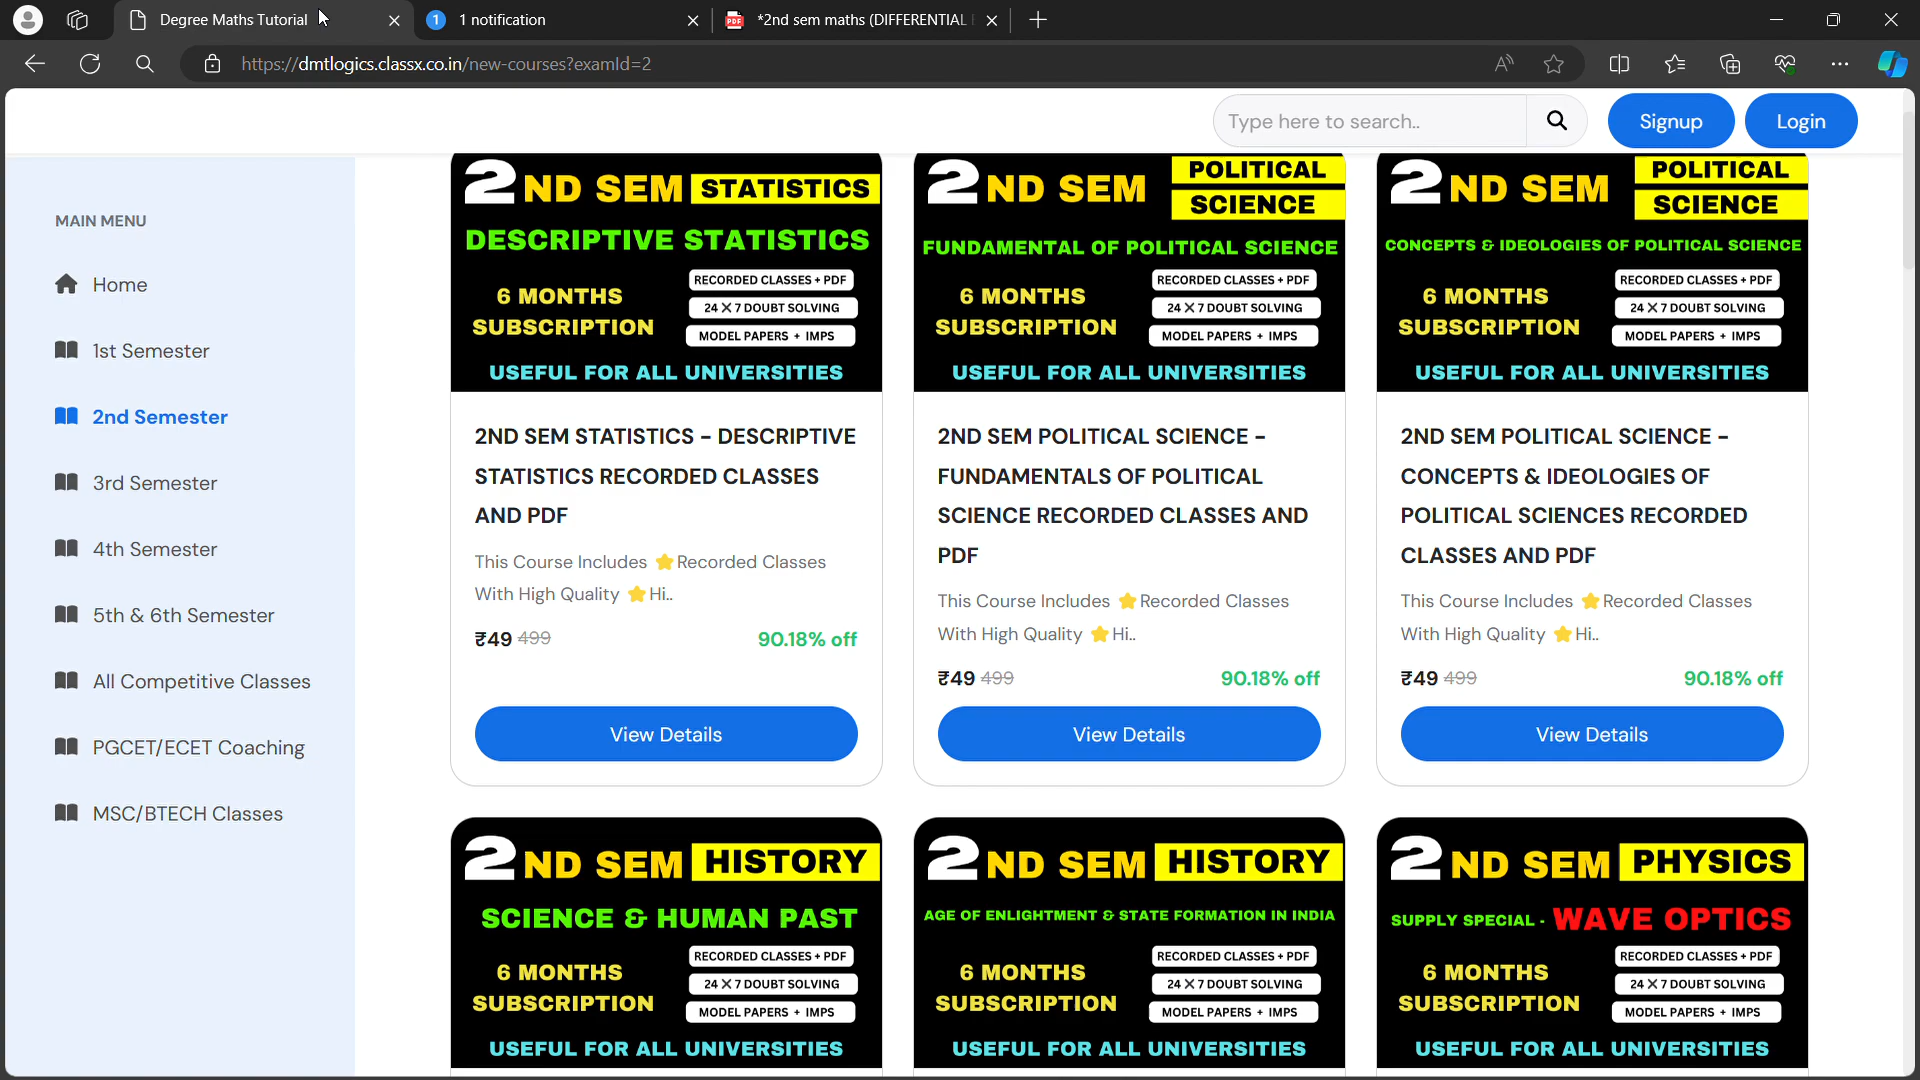 Degree Maths Tutorial
1
1 notification
PDF
*2nd sem maths (DIFFERENTIAL
https://dmtlogics.classx.co.in/new-courses?examId=2
Type here to search..
Signup
Login
MAIN MENU
Home
1st Semester
2nd Semester
3rd Semester
4th Semester
5th & 6th Semester
All Competitive Classes
PGCET/ECET Coaching
MSC/BTECH Classes
2ND SEM STATISTICS
DESCRIPTIVE STATISTICS
6 MONTHS
SUBSCRIPTION
RECORDED CLASSES + PDF
24 X 7 DOUBT SOLVING
MODEL PAPERS + IMPS
USEFUL FOR ALL UNIVERSITIES
2ND SEM STATISTICS - DESCRIPTIVE
STATISTICS RECORDED CLASSES
AND PDF
This Course Includes ⭐Recorded Classes
With High Quality ⭐Hi..
₹49 499 90.18% off
View Details
2ND SEM POLITICAL
SCIENCE
FUNDAMENTAL OF POLITICAL SCIENCE
6 MONTHS
SUBSCRIPTION
RECORDED CLASSES + PDF
24 X 7 DOUBT SOLVING
MODEL PAPERS + IMPS
USEFUL FOR ALL UNIVERSITIES
2ND SEM POLITICAL SCIENCE -
FUNDAMENTALS OF POLITICAL
SCIENCE RECORDED CLASSES AND
PDF
This Course Includes ⭐Recorded Classes
With High Quality ⭐Hi..
₹49 499 90.18% off
View Details
2ND SEM POLITICAL
SCIENCE
CONCEPTS & IDEOLOGIES OF POLITICAL SCIENCE
6 MONTHS
SUBSCRIPTION
RECORDED CLASSES + PDF
24 X 7 DOUBT SOLVING
MODEL PAPERS + IMPS
USEFUL FOR ALL UNIVERSITIES
2ND SEM POLITICAL SCIENCE -
CONCEPTS & IDEOLOGIES OF
POLITICAL SCIENCES RECORDED
CLASSES AND PDF
This Course Includes ⭐Recorded Classes
With High Quality ⭐Hi..
₹49 499 90.18% off
View Details
2ND SEM HISTORY
SCIENCE & HUMAN PAST
6 MONTHS
SUBSCRIPTION
RECORDED CLASSES + PDF
24 X 7 DOUBT SOLVING
MODEL PAPERS + IMPS
USEFUL FOR ALL UNIVERSITIES
2ND SEM HISTORY
AGE OF ENLIGHTMENT & STATE FORMATION IN INDIA
6 MONTHS
SUBSCRIPTION
RECORDED CLASSES + PDF
24 X 7 DOUBT SOLVING
MODEL PAPERS + IMPS
USEFUL FOR ALL UNIVERSITIES
2ND SEM PHYSICS
SUPPLY SPECIAL - WAVE OPTICS
6 MONTHS
SUBSCRIPTION
RECORDED CLASSES + PDF
24 X 7 DOUBT SOLVING
MODEL PAPERS + IMPS
USEFUL FOR ALL UNIVERSITIES